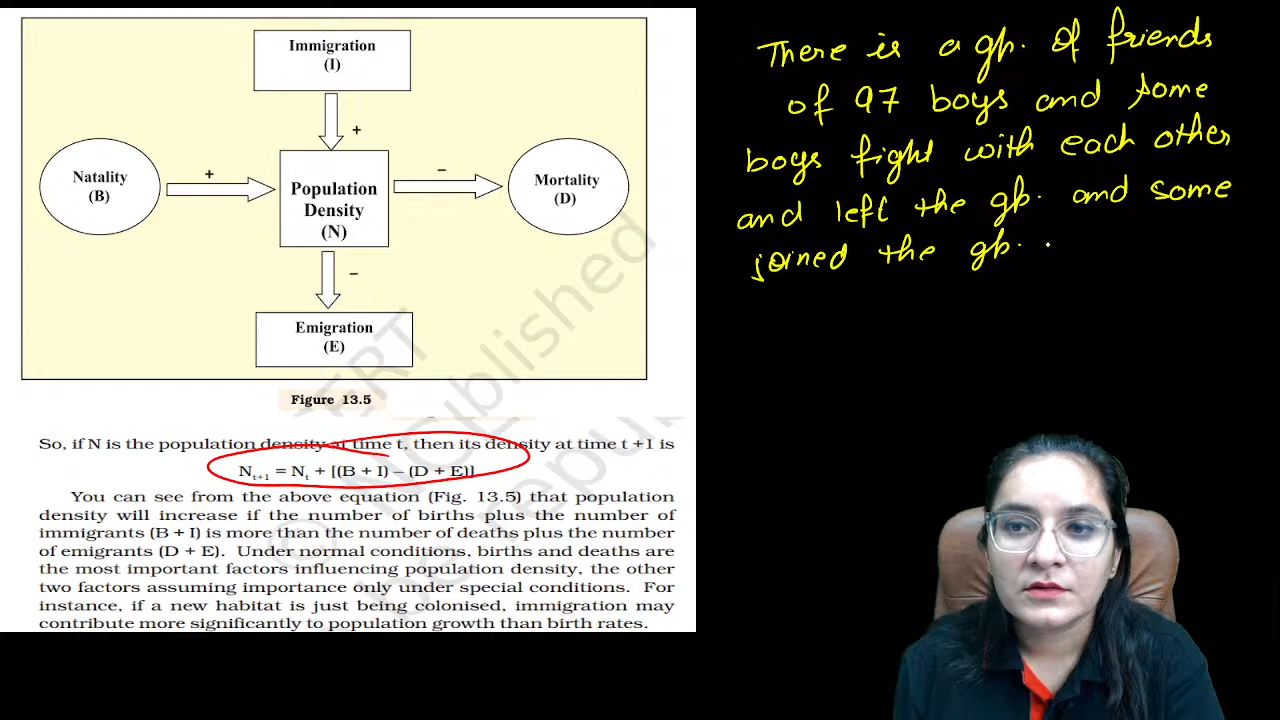 Immigration
(I)
+
Natality
(B)
+
Population
Density
(N)
–
Mortality
(D)
–
Emigration
(E)
Figure 13.5
So, if N is the population density at time t, then its density at time t +1 is
Nt+1 = Nt + [(B + I) – (D + E)]
You can see from the above equation (Fig. 13.5) that population
density will increase if the number of births plus the number of
immigrants (B + I) is more than the number of deaths plus the number
of emigrants (D + E). Under normal conditions, births and deaths are
the most important factors influencing population density, the other
two factors assuming importance only under special conditions. For
instance, if a new habitat is just being colonised, immigration may
contribute more significantly to population growth than birth rates.
There is a gp. of friends
of 97 boys and some
boys fight with each other
and left the gp. and some
joined the gp. .